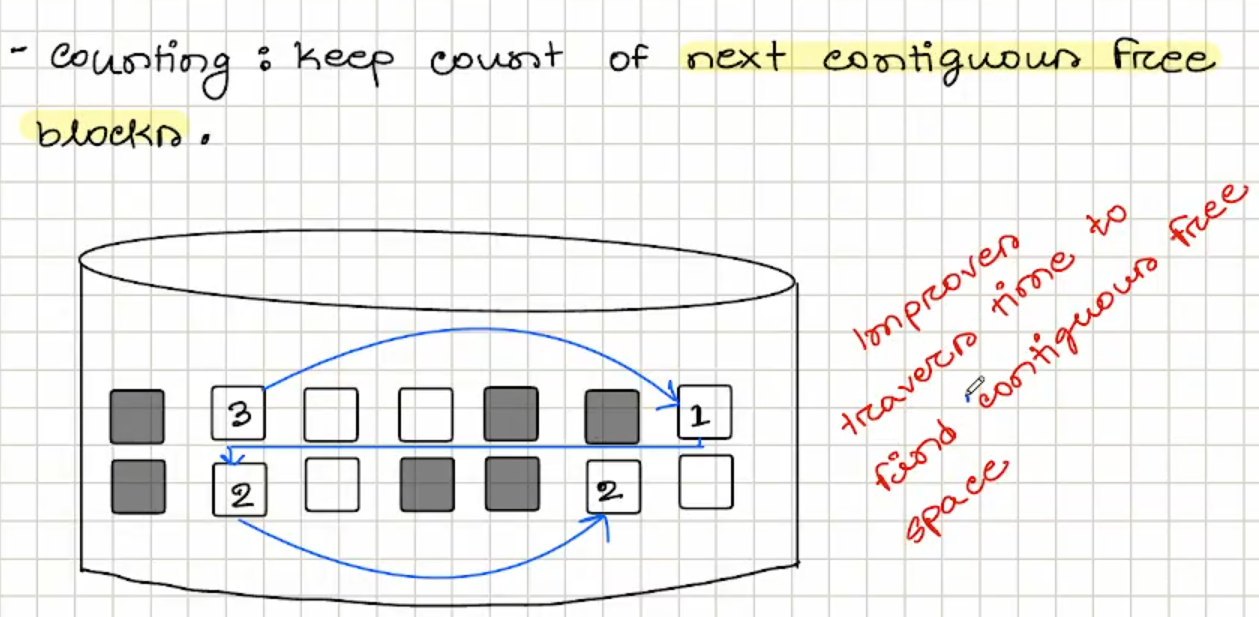 - Counting : Keep count of next contiguous free
blocks.
3
1
2
2
Improves
travers time to
find contiguous free
space